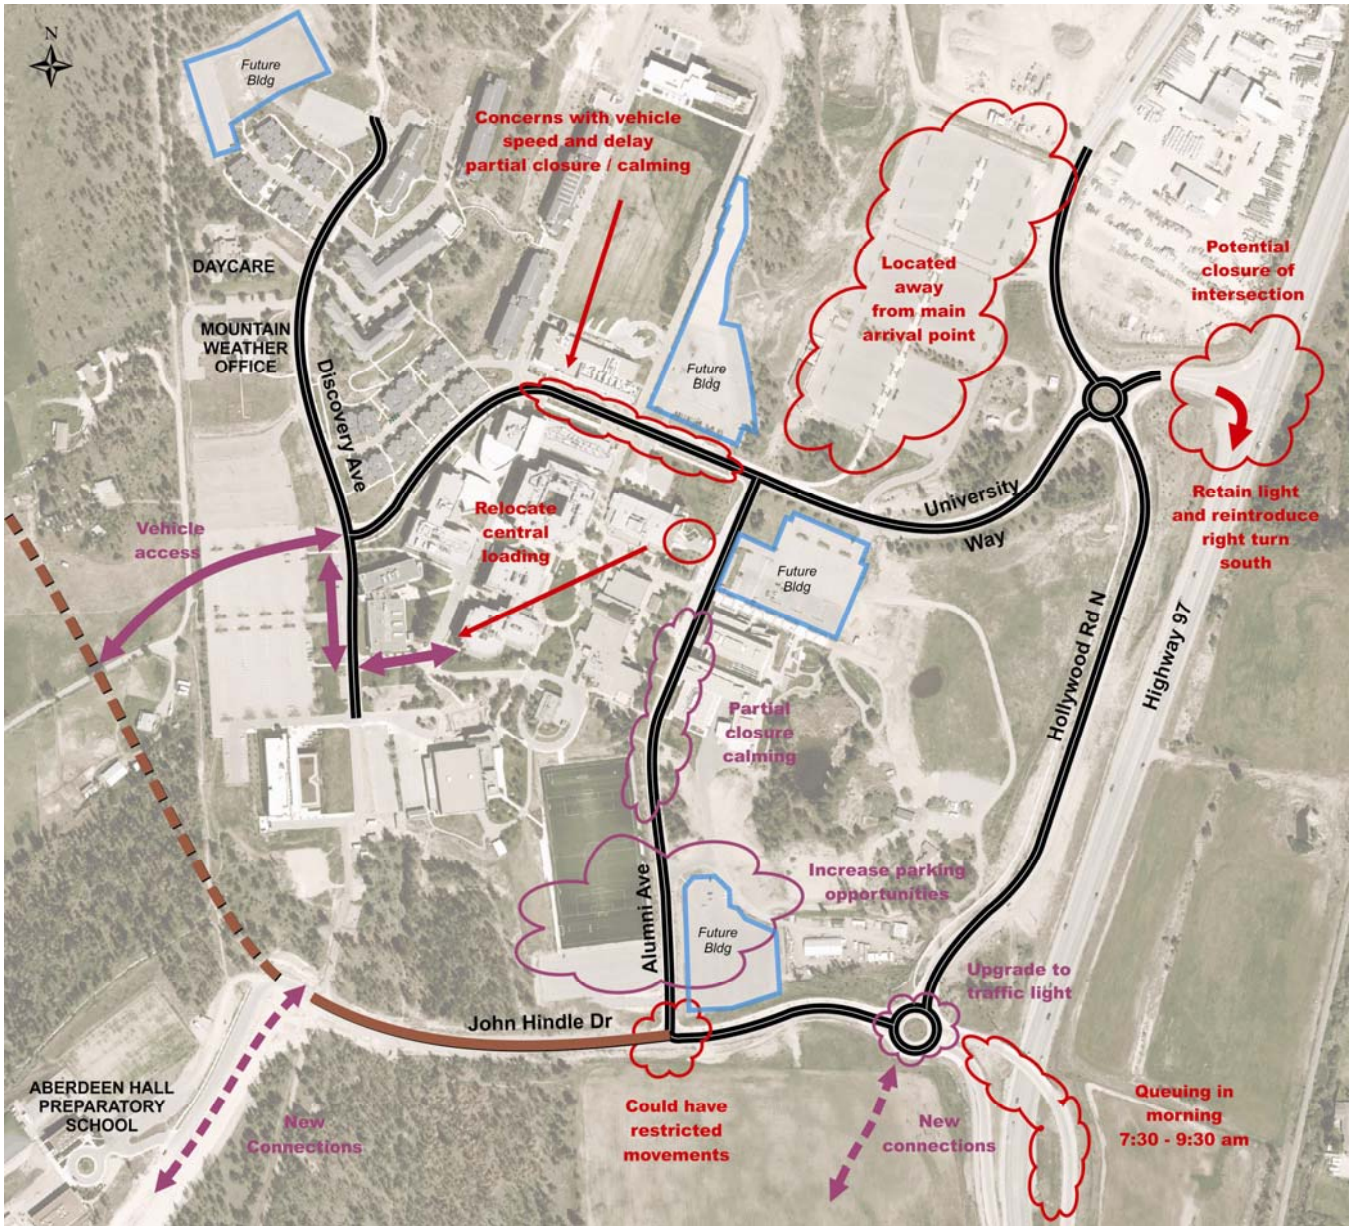 N
Future
Bldg
Concerns with vehicle
speed and delay
partial closure / calming
DAYCARE
MOUNTAIN
WEATHER
OFFICE
Discovery Ave
Future
Bldg
Located
away
from main
arrival point
Potential
closure of
intersection
Vehicle
access
Relocate
central
loading
University
Way
Retain light
and reintroduce
right turn
south
Future
Bldg
Hollywood Rd N
Highway 97
Partial
closure
calming
Increase parking
opportunities
Alumni Ave
Future
Bldg
Upgrade to
traffic light
John Hindle Dr
ABERDEEN HALL
PREPARATORY
SCHOOL
New
Connections
Could have
restricted
movements
New
connections
Queuing in
morning
7:30 - 9:30 am